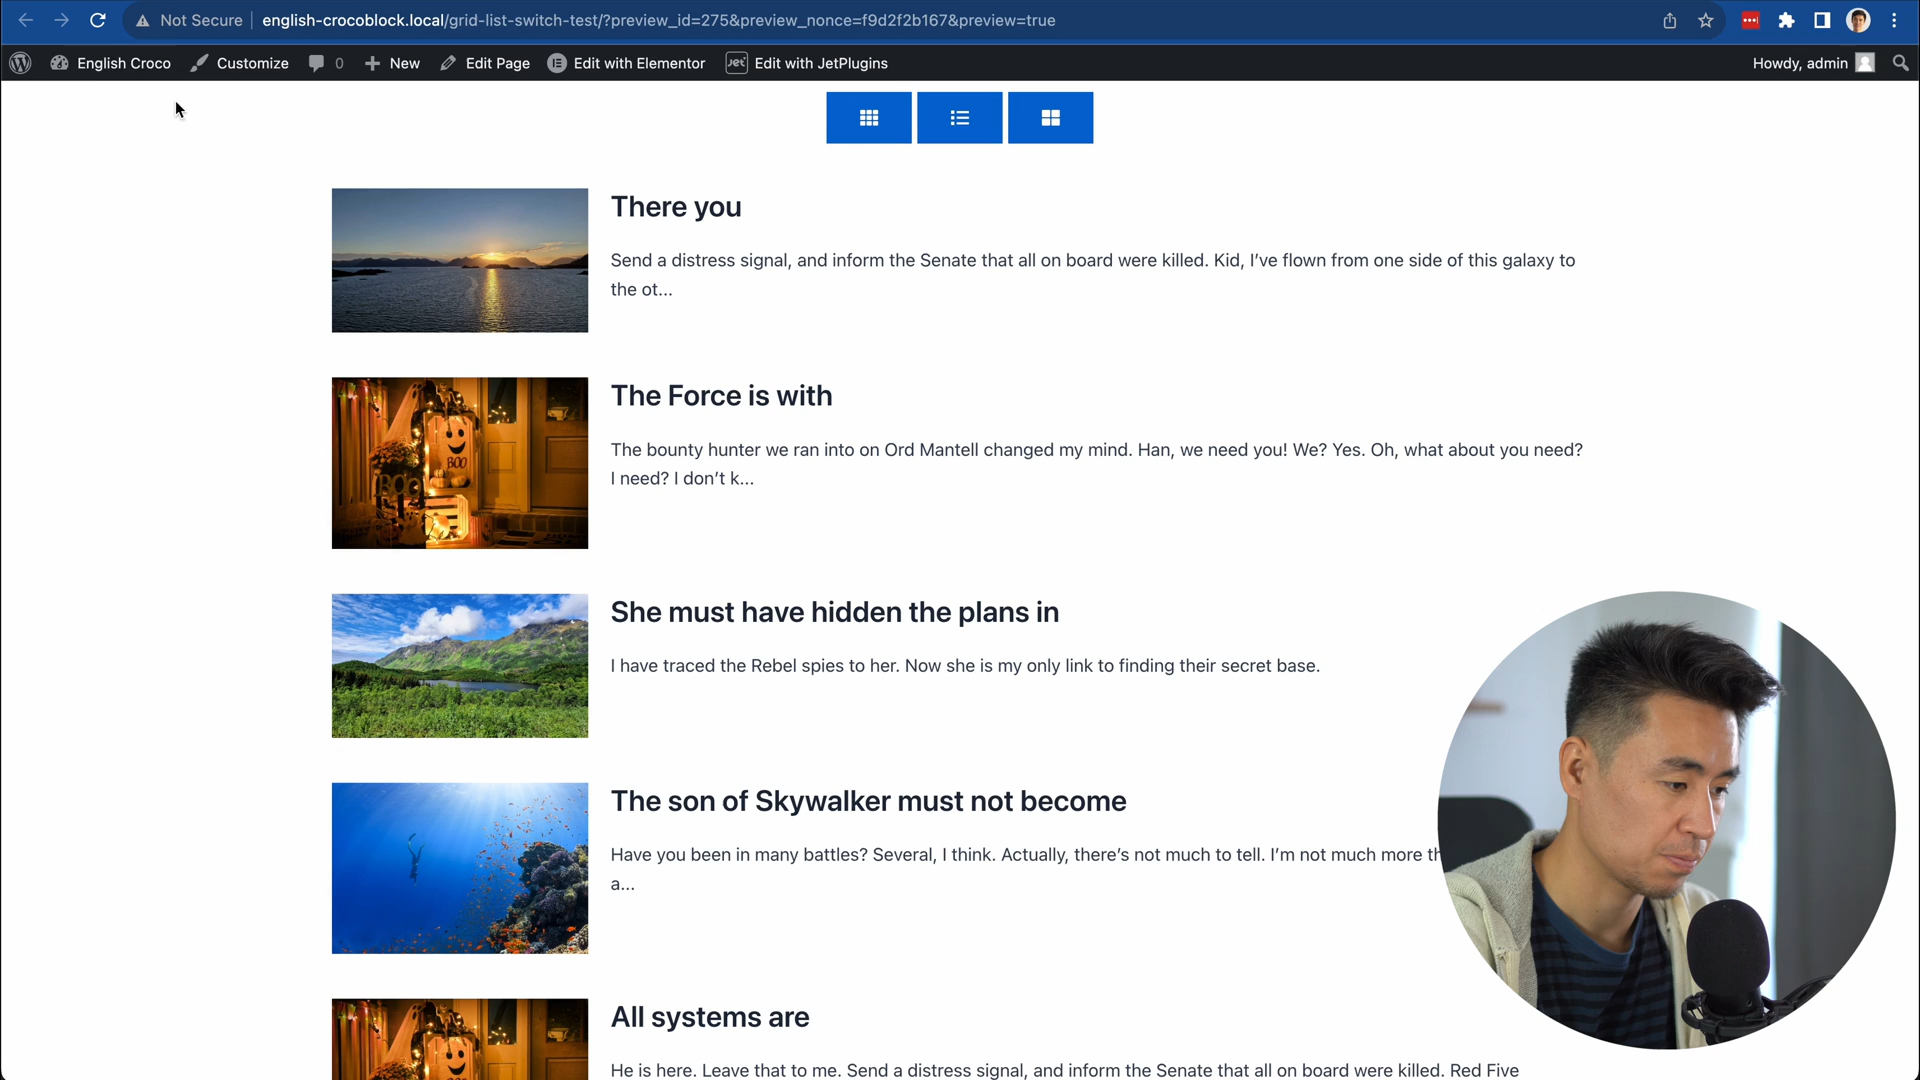 Not Secure
english-crocoblock.local/grid-list-switch-test/?preview_id=275&preview_nonce=f9d2f2b167&preview=true
English Croco
Customize
0
New
Edit Page
Edit with Elementor
Jet
Edit with JetPlugins
Howdy, admin
There you
Send a distress signal, and inform the Senate that all on board were killed. Kid, I’ve flown from one side of this galaxy to
the ot...
The Force is with
The bounty hunter we ran into on Ord Mantell changed my mind. Han, we need you! We? Yes. Oh, what about you need?
I need? I don’t k...
BOO
BOO
She must have hidden the plans in
I have traced the Rebel spies to her. Now she is my only link to finding their secret base.
The son of Skywalker must not become
Have you been in many battles? Several, I think. Actually, there’s not much to tell. I’m not much more th
a...
All systems are
He is here. Leave that to me. Send a distress signal, and inform the Senate that all on board were killed. Red Five